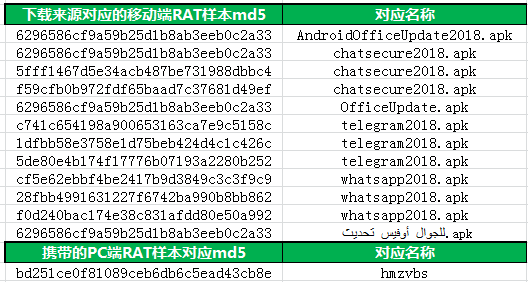 下载来源对应的移动端RAT样本md5 对应名称
6296586cf9a59b25d1b8ab3eeb0c2a33 AndroidOfficeUpdate2018.apk
6296586cf9a59b25d1b8ab3eeb0c2a33 chatsecure2018.apk
5fff1467d5e34acb487be731988dbbc4 chatsecure2018.apk
f59cfb0b972fdf65baad7c37681d49ef chatsecure2018.apk
6296586cf9a59b25d1b8ab3eeb0c2a33 OfficeUpdate.apk
c741c654198a900653163ca7e9c5158c telegram2018.apk
1dfbb58e3758e1d75beb424d4c1c426c telegram2018.apk
5de80e4b174f17776b07193a2280b252 telegram2018.apk
cf5e62ebbf4be2417b9d3849c3c3f9c9 whatsapp2018.apk
28fbb4991631227f6742ba990b8bb862 whatsapp2018.apk
f0d240bac174e38c831afdd80e50a992 whatsapp2018.apk
6296586cf9a59b25d1b8ab3eeb0c2a33 للجوال أوفيس تحديث.apk
携带的PC端RAT样本对应md5 对应名称
bd251ce0f81089ceb6db6c5ead43cb8e hmzvbs